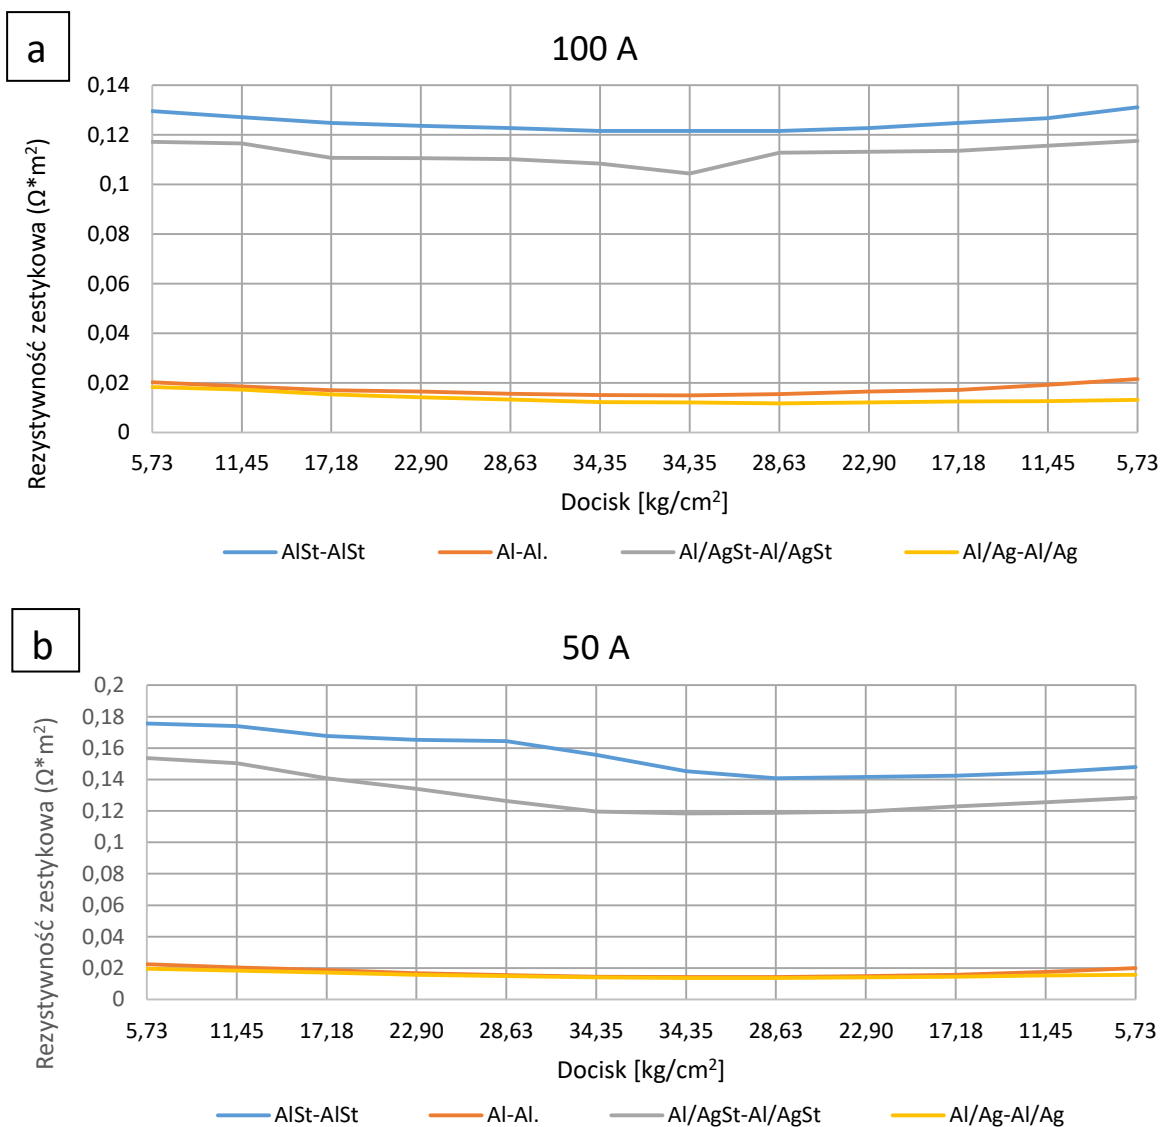 a
100 A
0,14
0,12
0,1
0,08
0,06
0,04
0,02
0
Rezystywność zestykowa (Ω*m²)
5,73 11,45 17,18 22,90 28,63 34,35 34,35 28,63 22,90 17,18 11,45 5,73
Docisk [kg/cm²]
AlSt-AlSt Al-Al. Al/AgSt-Al/AgSt Al/Ag-Al/Ag
b
50 A
0,2
0,18
0,16
0,14
0,12
0,1
0,08
0,06
0,04
0,02
0
Rezystywność zestykowa (Ω*m²)
5,73 11,45 17,18 22,90 28,63 34,35 34,35 28,63 22,90 17,18 11,45 5,73
Docisk [kg/cm²]
AlSt-AlSt Al-Al. Al/AgSt-Al/AgSt Al/Ag-Al/Ag